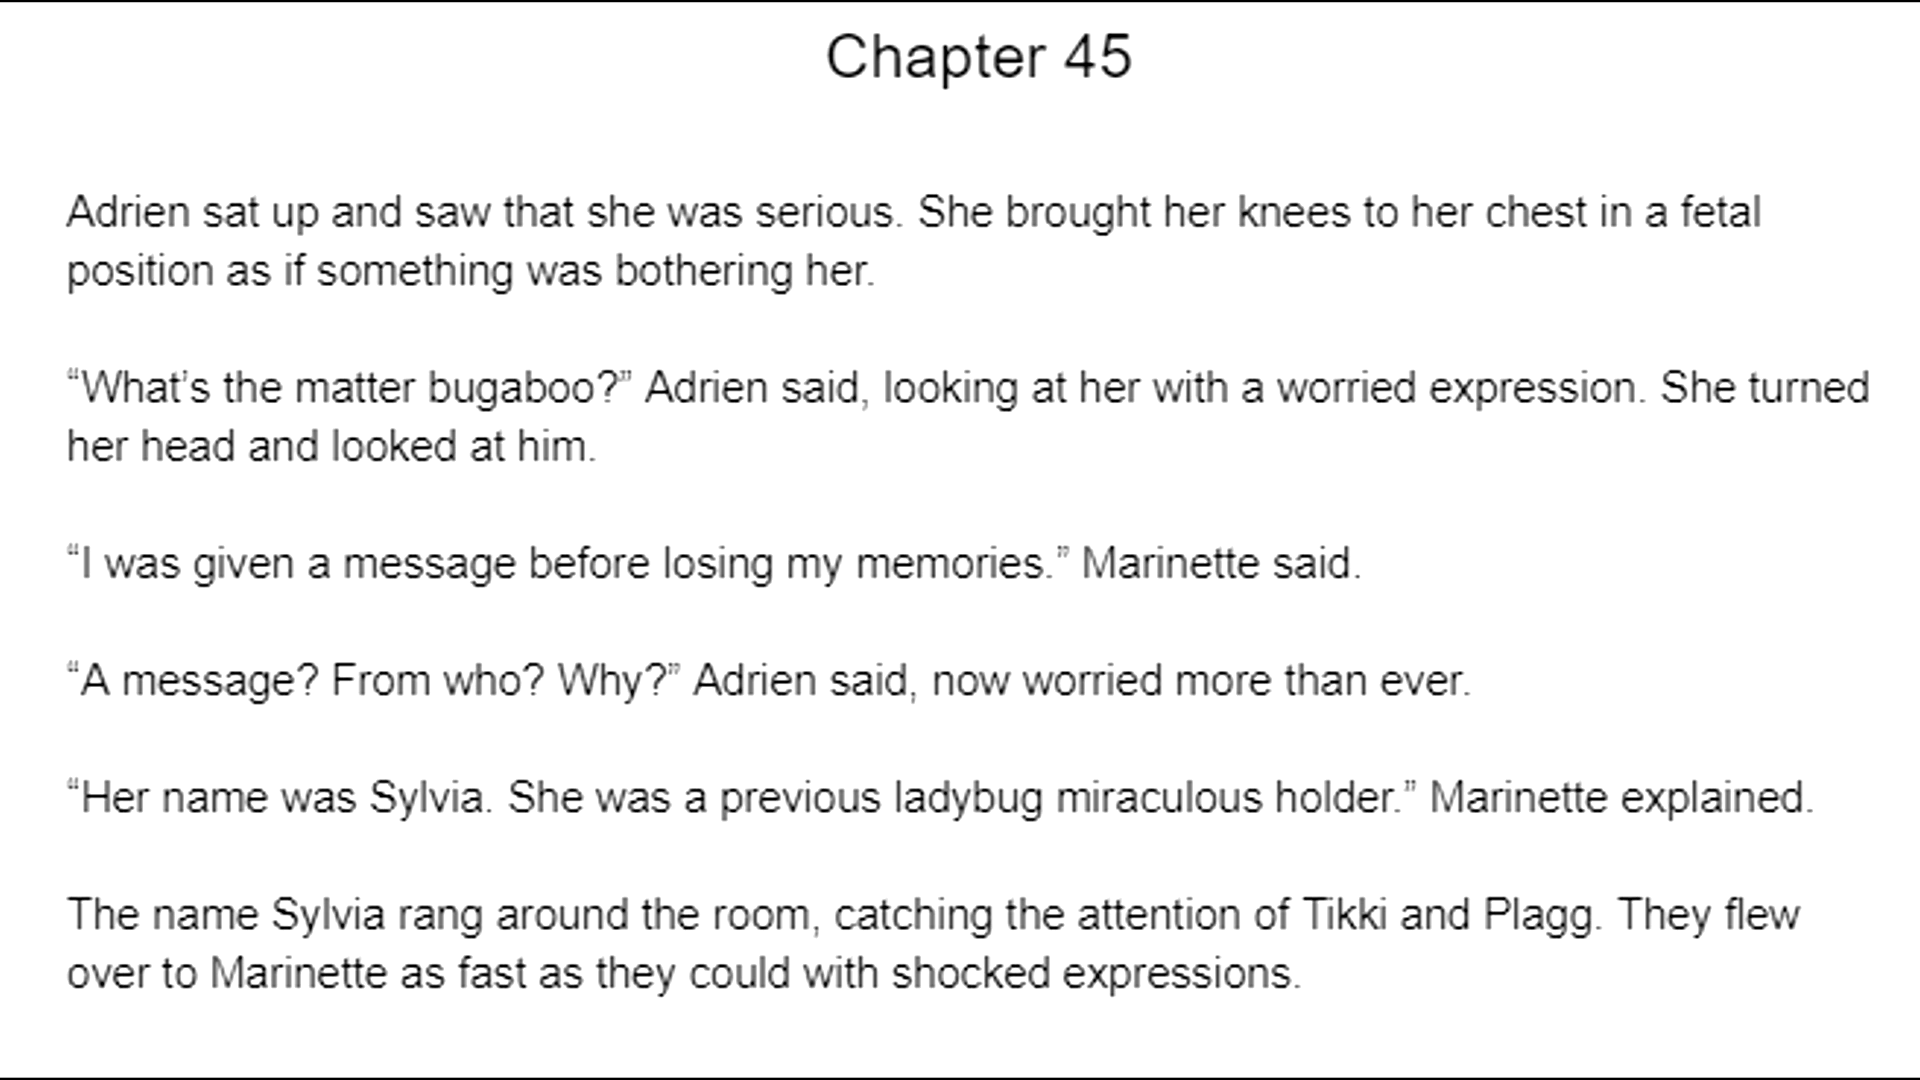 Chapter 45
Adrien sat up and saw that she was serious. She brought her knees to her chest in a fetal
position as if something was bothering her.
“What’s the matter bugaboo?” Adrien said, looking at her with a worried expression. She turned
her head and looked at him.
“I was given a message before losing my memories.” Marinette said.
“A message? From who? Why?” Adrien said, now worried more than ever.
“Her name was Sylvia. She was a previous ladybug miraculous holder.” Marinette explained.
The name Sylvia rang around the room, catching the attention of Tikki and Plagg. They flew
over to Marinette as fast as they could with shocked expressions.